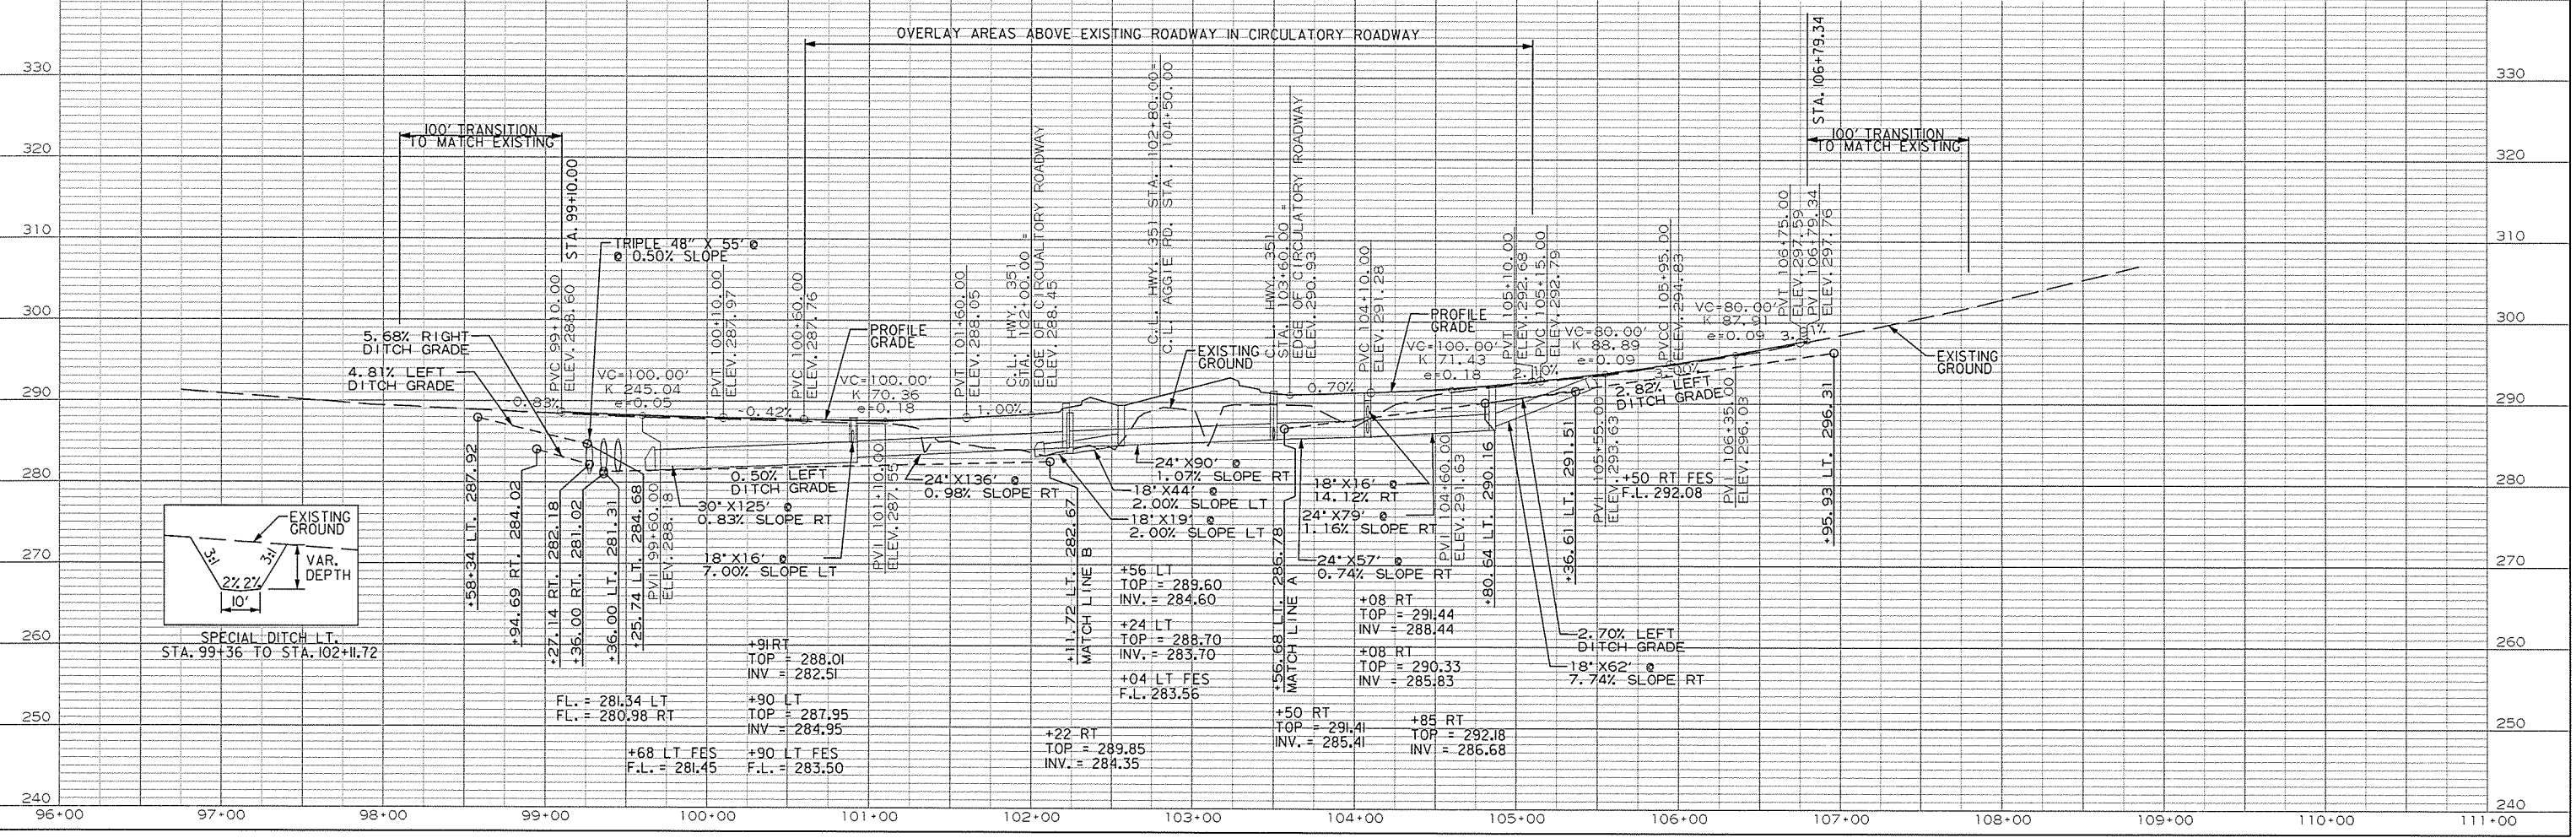 OVERLAY AREAS ABOVE EXISTING ROADWAY IN CIRCULATORY ROADWAY
STA. 106+79.34
330
330
320
320
310
310
300
300
290
290
280
280
270
270
260
260
250
250
240
240
100' TRANSITION
TO MATCH EXISTING
STA. 99+10.00
100' TRANSITION
TO MATCH EXISTING
TRIPLE 48" X 55' @
@ 0.50% SLOPE
5.68% RIGHT
DITCH GRADE
4.81% LEFT
DITCH GRADE
PVC 99+10.00
ELEV. 288.60
-0.83%
VC=100.00'
K 245.04
e=0.05
PVT 100+10.00
ELEV. 287.97
-0.42%
PVC 100+60.00
ELEV. 287.76
PROFILE
GRADE
VC=100.00'
K 70.36
e=0.18
PVT 101+60.00
ELEV. 288.05
1.00%
C.L. HWY. 351
STA. 102+00.00 =
EDGE OF CIRCUALTORY ROADWAY
ELEV. 288.45
C.L. HWY. 351 STA. 102+80.00=
C.L. AGGIE RD. STA. 104+50.00
EXISTING
GROUND
C.L. HWY. 351
STA. 103+60.00 =
EDGE OF CIRCULATORY ROADWAY
ELEV. 290.93
0.70%
PVC 104+10.00
ELEV. 291.28
PROFILE
GRADE
VC=100.00'
K 71.43
e=0.18
PVT 105+10.00
ELEV. 292.68
2.10%
PVC 105+15.00
ELEV. 292.79
VC=80.00'
K 88.89
e=0.09
PVCC 105+95.00
ELEV. 294.83
3.00%
VC=80.00'
K 87.91
e=0.09
PVT 106+75.00
ELEV. 297.59
PVI 106+79.34
ELEV. 297.76
EXISTING
GROUND
2.82% LEFT
DITCH GRADE
+58.34 LT. 287.92
+94.69 RT. 284.02
+27.14 RT. 282.18
+36.00 RT. 281.02
+36.00 LT. 281.31
+25.74 LT. 284.68
PVI 99+60.00
ELEV. 288.18
0.50% LEFT
DITCH GRADE
30" X125' @
0.83% SLOPE RT
18" X16' @
7.00% SLOPE LT
PVI 101+10.00
ELEV. 287.55
24" X136' @
0.98% SLOPE RT
+11.72 LT. 282.67
MATCH LINE B
24" X90' @
1.07% SLOPE RT
18" X44' @
2.00% SLOPE LT
18" X19' @
2.00% SLOPE LT
+56.68 LT. 286.78
MATCH LINE A
18" X16' @
14.12% RT
24" X79' @
1.16% SLOPE RT
24" X57' @
0.74% SLOPE RT
PVI 104+60.00
ELEV. 291.63
+80.64 LT. 290.16
+36.61 LT. 291.51
PVI 105+55.00
ELEV. 293.63
+50 RT FES
F.L. 292.08
PVI 106+35.00
ELEV. 296.03
+95.93 LT. 296.31
EXISTING
GROUND
3:1
3:1
2% 2%
10'
VAR.
DEPTH
SPECIAL DITCH LT.
STA. 99+36 TO STA. 102+11.72
+91 RT
TOP = 288.01
INV = 282.51
FL. = 281.34 LT
FL. = 280.98 RT
+90 LT
TOP = 287.95
INV = 284.95
+68 LT FES
F.L. = 281.45
+90 LT FES
F.L. = 283.50
+56 LT
TOP = 289.60
INV. = 284.60
+24 LT
TOP = 288.70
INV. = 283.70
+04 LT FES
F.L. 283.56
+22 RT
TOP = 289.85
INV. = 284.35
+08 RT
TOP = 291.44
INV = 288.44
+08 RT
TOP = 290.33
INV = 285.83
+50 RT
TOP = 291.41
INV. = 285.41
+85 RT
TOP = 292.18
INV = 286.68
2.70% LEFT
DITCH GRADE
18" X62' @
7.74% SLOPE RT
96+00
97+00
98+00
99+00
100+00
101+00
102+00
103+00
104+00
105+00
106+00
107+00
108+00
109+00
110+00
111+00